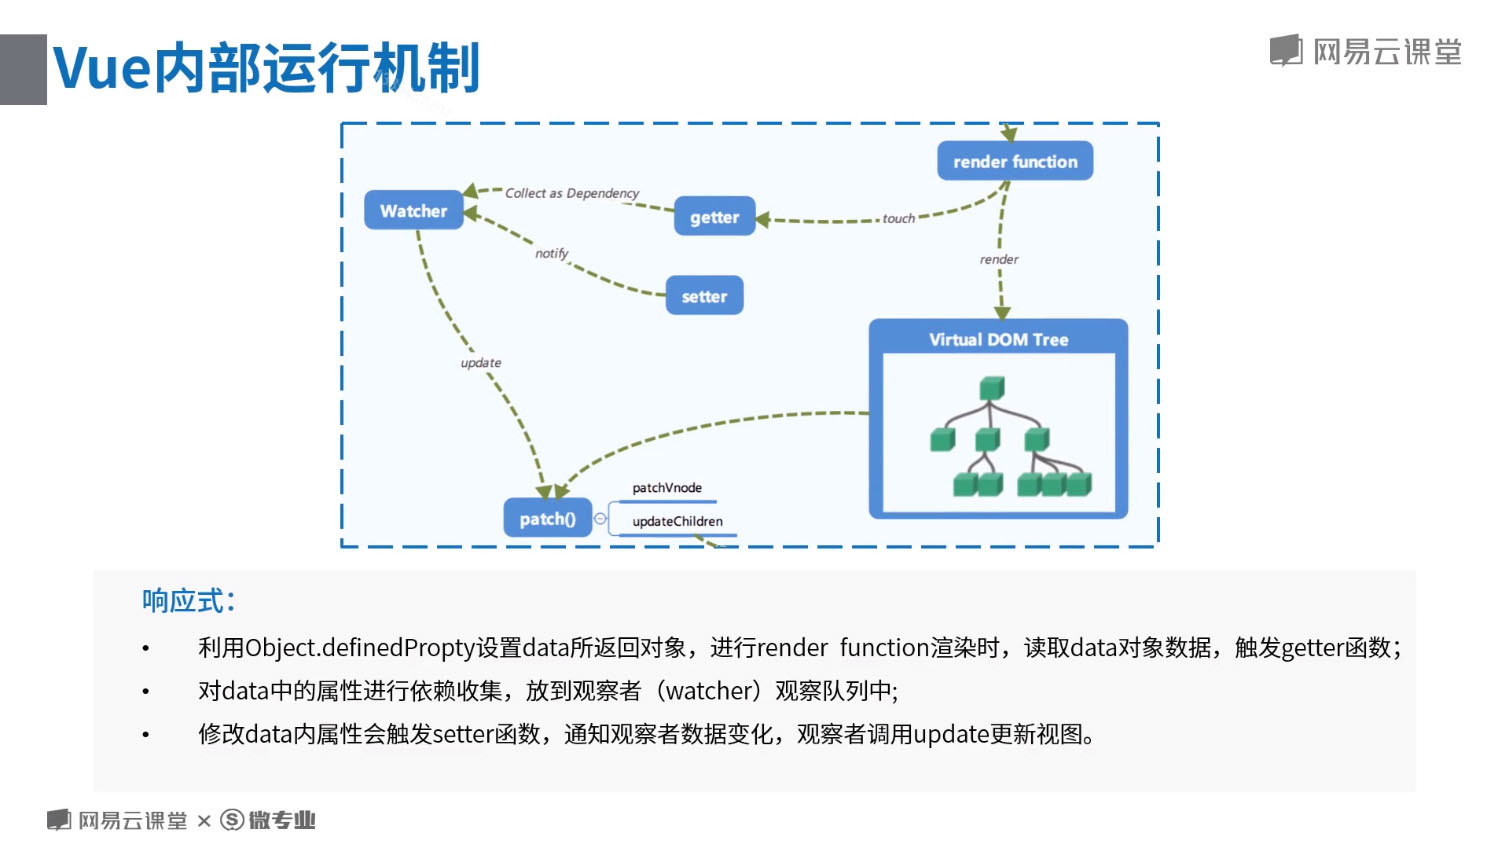 Vue内部运行机制
网易云课堂
render function
Collect as Dependency
Watcher
getter
touch
notify
render
setter
Virtual DOM Tree
update
patchVnode
patch()
updateChildren
响应式：
• 利用Object.definedPropty设置data所返回对象，进行render function渲染时，读取data对象数据，触发getter函数；
• 对data中的属性进行依赖收集，放到观察者（watcher）观察队列中;
• 修改data内属性会触发setter函数，通知观察者数据变化，观察者调用update更新视图。
网易云课堂 × 微专业